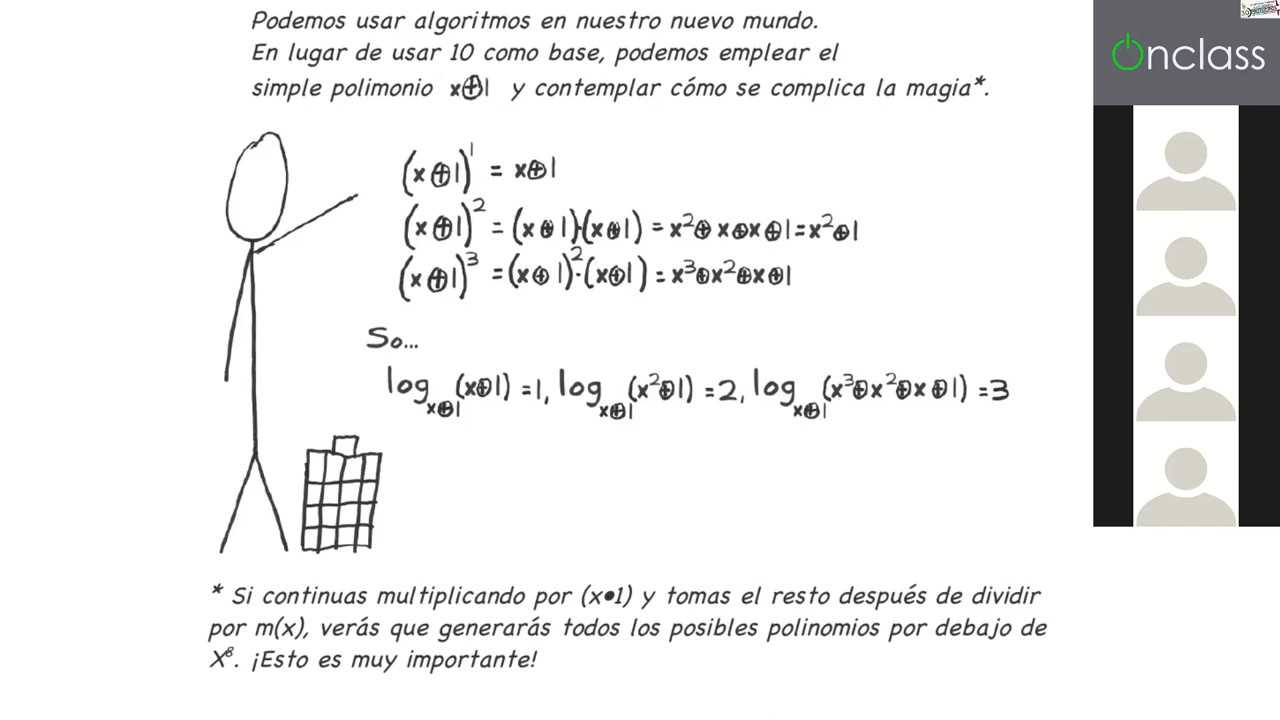 Podemos usar algoritmos en nuestro nuevo mundo.
En lugar de usar 10 como base, podemos emplear el
simple polimonio x⊕1 y contemplar cómo se complica la magia*.
(x⊕1)¹ = x⊕1
(x⊕1)² = (x⊕1)·(x⊕1) = x²⊕x⊕x⊕1 = x²⊕1
(x⊕1)³ = (x⊕1)²·(x⊕1) = x³⊕x²⊕x⊕1
So...
log_x⊕1 (x⊕1) = 1, log_x⊕1 (x²⊕1) = 2, log_x⊕1 (x³⊕x²⊕x⊕1) = 3
* Si continuas multiplicando por (x•1) y tomas el resto después de dividir
por m(x), verás que generarás todos los posibles polinomios por debajo de
X⁸. ¡Esto es muy importante!
Onclass